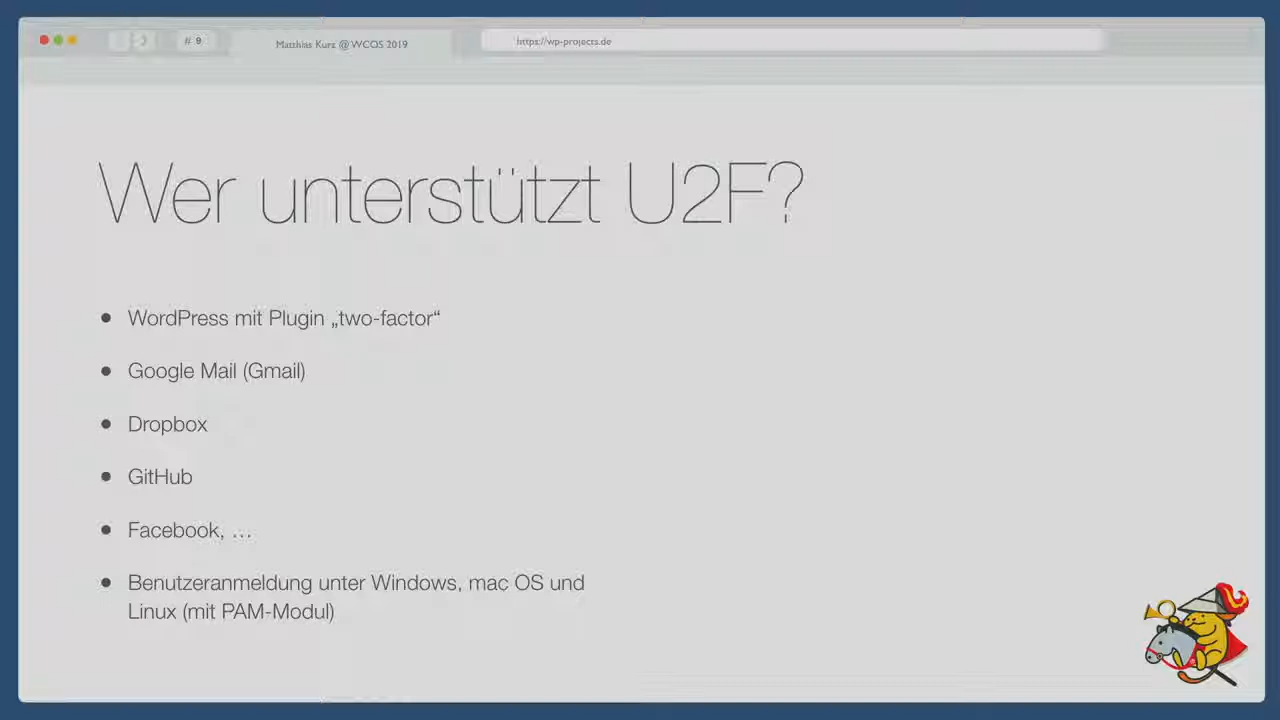 # 9
Matthias Kurz @ WCOS 2019
https://wp-projects.de
Wer unterstützt U2F?
WordPress mit Plugin „two-factor“
Google Mail (Gmail)
Dropbox
GitHub
Facebook, …
Benutzeranmeldung unter Windows, mac OS und
Linux (mit PAM-Modul)